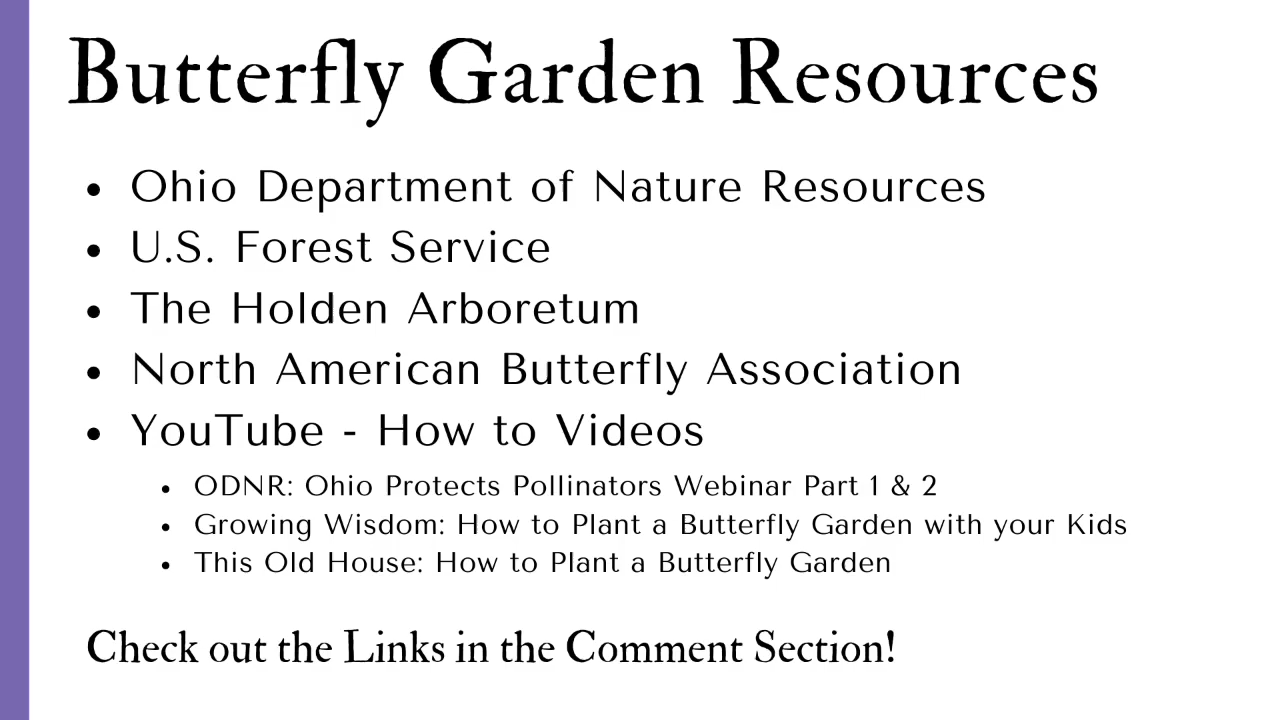 Butterfly Garden Resources
• Ohio Department of Nature Resources
• U.S. Forest Service
• The Holden Arboretum
• North American Butterfly Association
• YouTube - How to Videos
• ODNR: Ohio Protects Pollinators Webinar Part 1 & 2
• Growing Wisdom: How to Plant a Butterfly Garden with your Kids
• This Old House: How to Plant a Butterfly Garden
Check out the Links in the Comment Section!